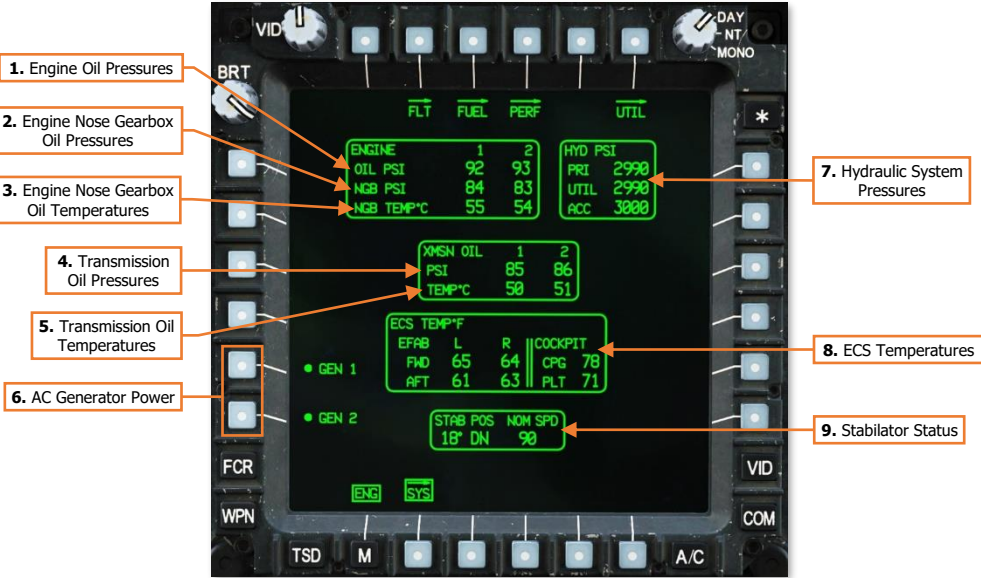 VID
DAY
NT
MONO
BRT
*
FLT FUEL PERF UTIL
ENGINE 1 2
OIL PSI 92 93
NGB PSI 84 83
NGB TEMP°C 55 54
HYD PSI
PRI 2990
UTIL 2990
ACC 3000
XMSN OIL 1 2
PSI 85 86
TEMP°C 50 51
ECS TEMP°F
EFAB L R COCKPIT
FWD 65 64 CPG 78
AFT 61 63 PLT 71
GEN 1
GEN 2
STAB POS NOM SPD
18° DN 90
ENG SYS
FCR
WPN
TSD M A/C
VID
COM
1. Engine Oil Pressures
2. Engine Nose Gearbox
Oil Pressures
3. Engine Nose Gearbox
Oil Temperatures
4. Transmission
Oil Pressures
5. Transmission Oil
Temperatures
6. AC Generator Power
7. Hydraulic System
Pressures
8. ECS Temperatures
9. Stabilator Status